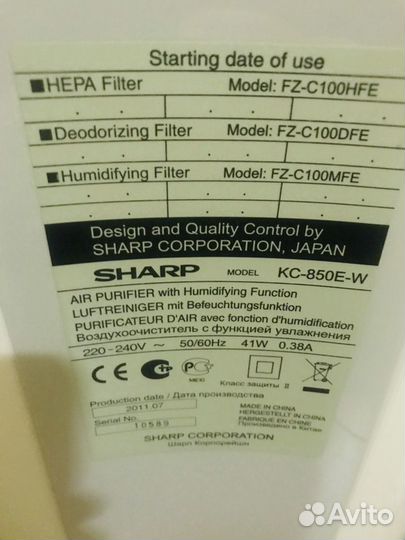 Starting date of use
■HEPA Filter Model: FZ-C100HFE
■Deodorizing Filter Model: FZ-C100DFE
■Humidifying Filter Model: FZ-C100MFE
Design and Quality Control by
SHARP CORPORATION, JAPAN
SHARP MODEL KC-850E-W
AIR PURIFIER with Humidifying Function
LUFTREINIGER mit Befeuchtungsfunktion
PURIFICATEUR D'AIR avec fonction d'humidification
Воздухоочиститель с функцией увлажнения
220-240V ~ 50/60Hz 41W 0.38A
CE
Класс защиты II
Production date / Дата производства
2011.07
Serial No.
10589
MADE IN CHINA
HERGESTELLT IN CHINA
FABRIQUE EN CHINE
Произведено в Китае
SHARP CORPORATION
Шарп Корпорейшн
Avito